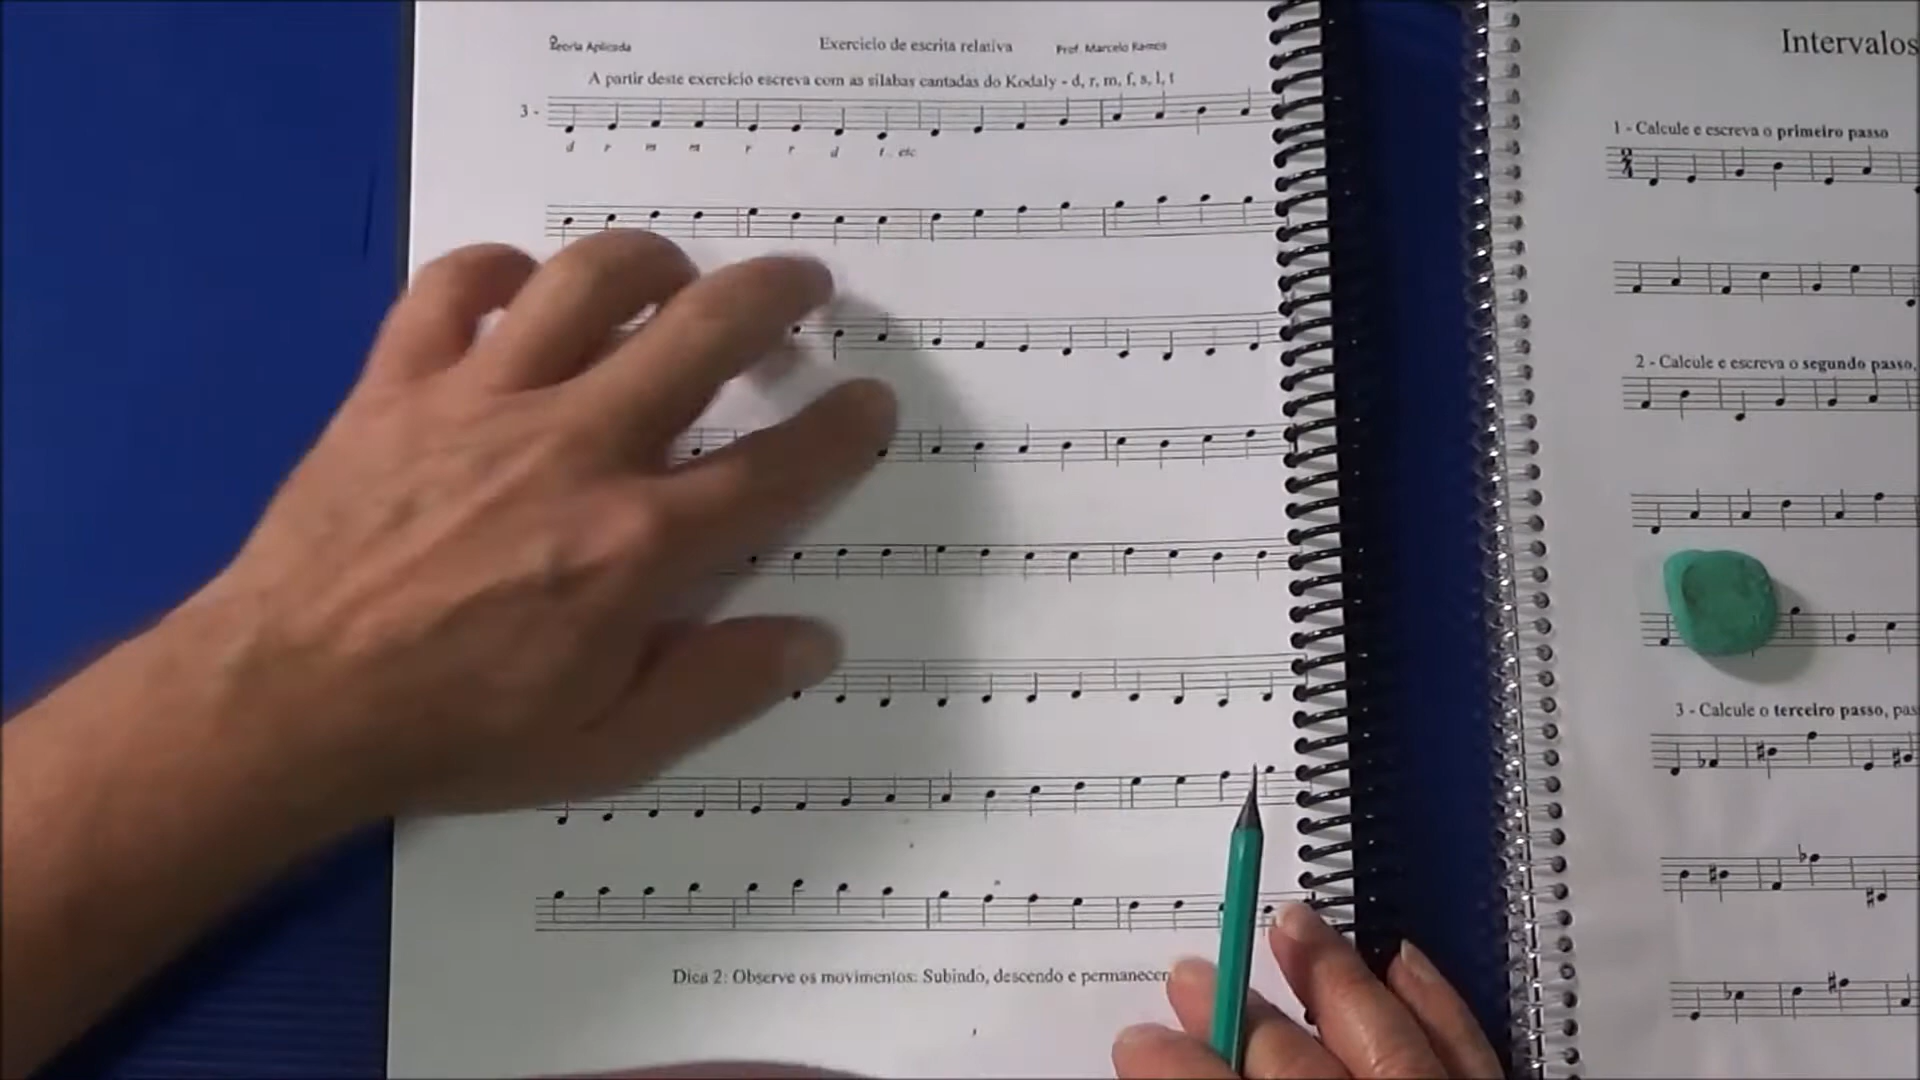 Teoria Aplicada
Exercício de escrita relativa
Prof. Marcelo Ramos
A partir deste exercício escreva com as sílabas cantadas do Kodaly - d, r, m, f, s, l, t
3 -
d r m m r r d t etc
Dica 2: Observe os movimentos: Subindo, descendo e permanecen
Intervalos
1 - Calcule e escreva o primeiro passo
2 - Calcule e escreva o segundo passo,
3 - Calcule o terceiro passo, pas